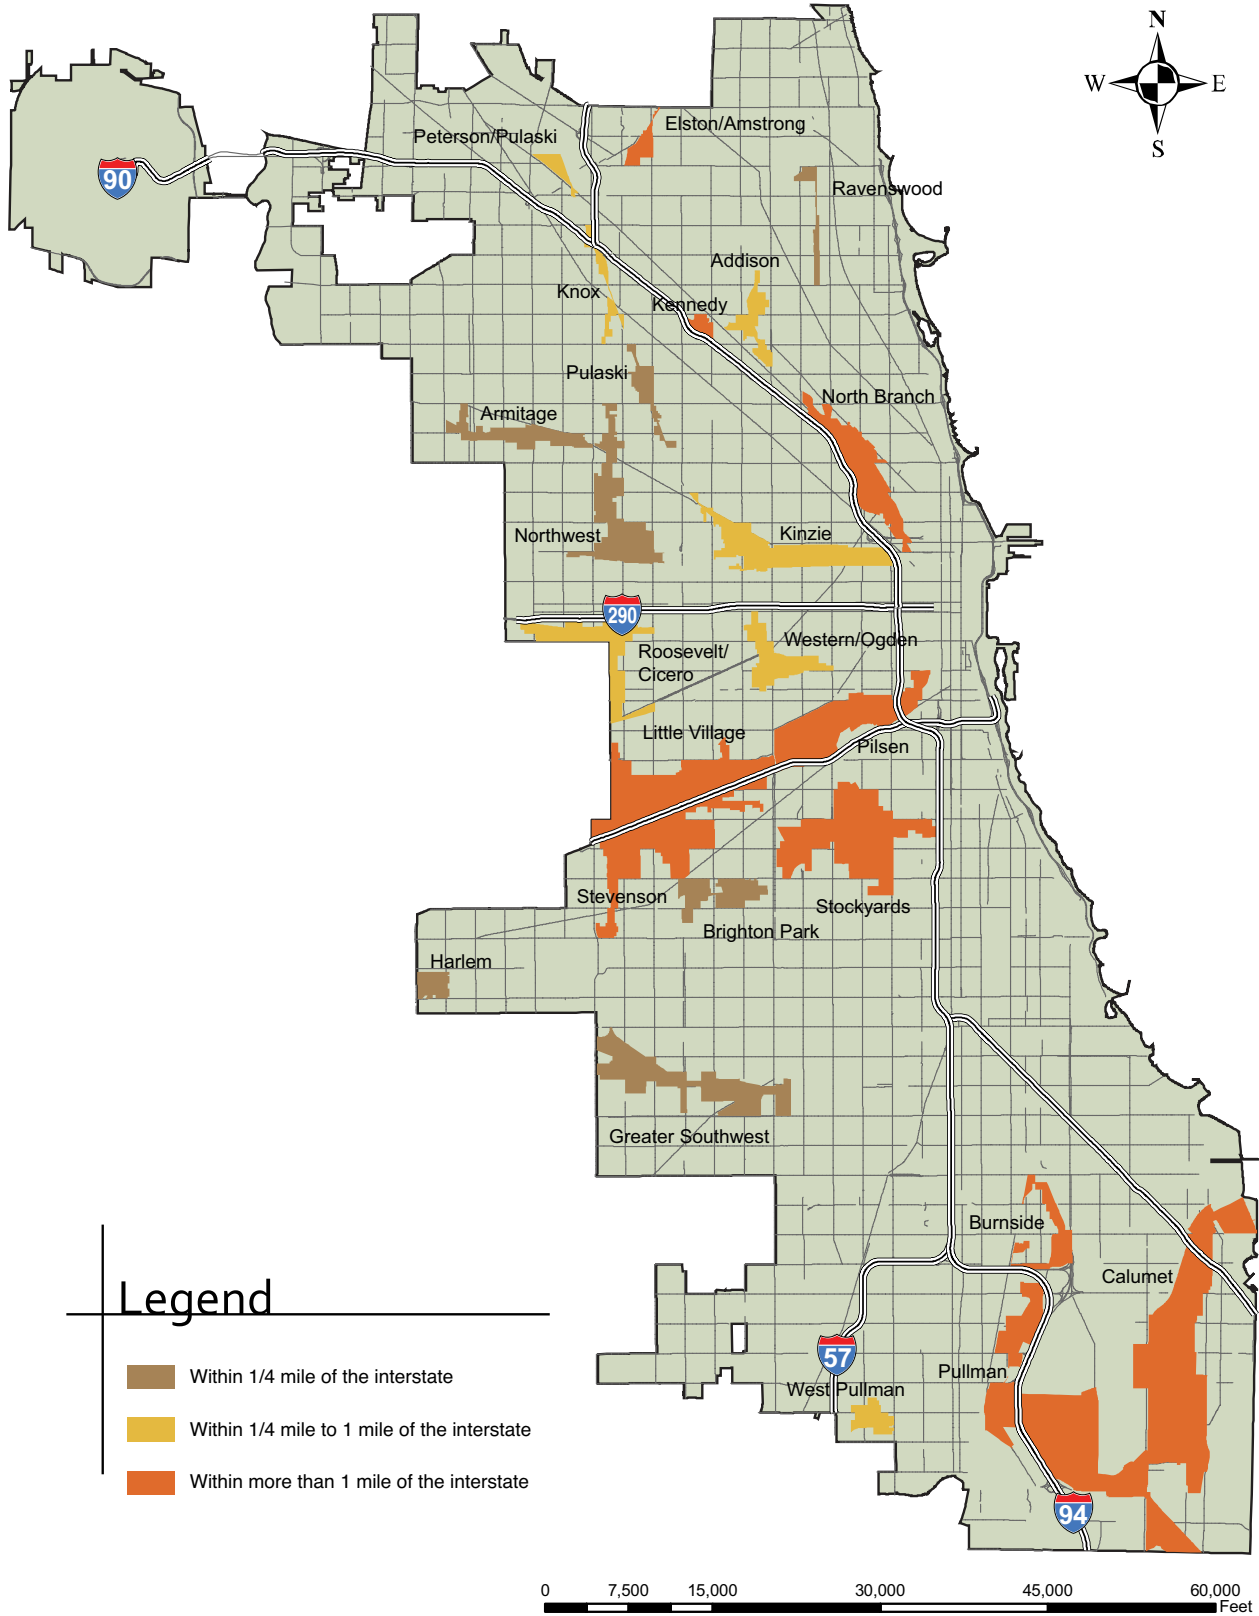 N
W E
S
Peterson/Pulaski
Elston/Amstrong
90
Ravenswood
Addison
Knox
Kennedy
Pulaski
North Branch
Armitage
Northwest
Kinzie
290
Western/Ogden
Roosevelt/
Cicero
Little Village
Pilsen
Stevenson
Stockyards
Brighton Park
Harlem
Greater Southwest
Burnside
Calumet
57
Pullman
West Pullman
94
Legend
Within 1/4 mile of the interstate
Within 1/4 mile to 1 mile of the interstate
Within more than 1 mile of the interstate
0 7,500 15,000 30,000 45,000 60,000
Feet